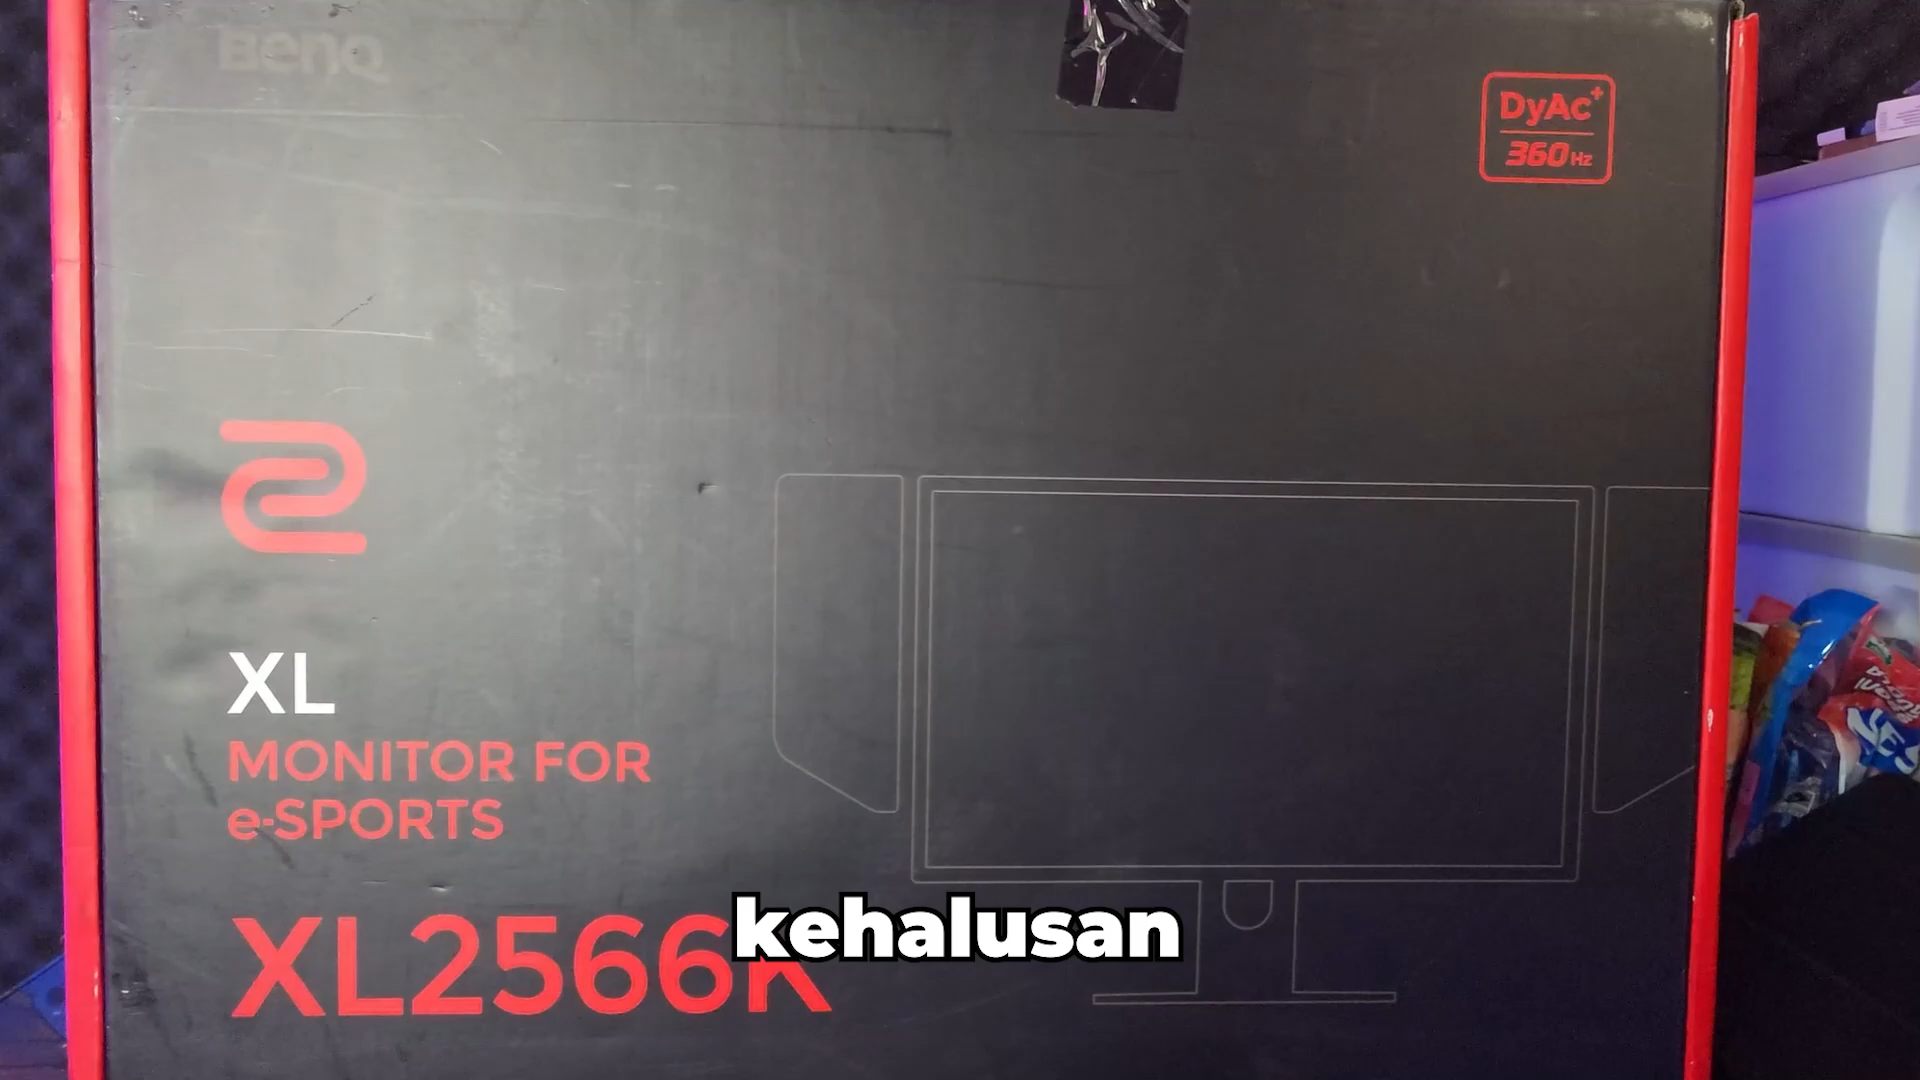 BenQ
DyAc+
360Hz
XL
MONITOR FOR
e-SPORTS
XL2566K
kehalusan